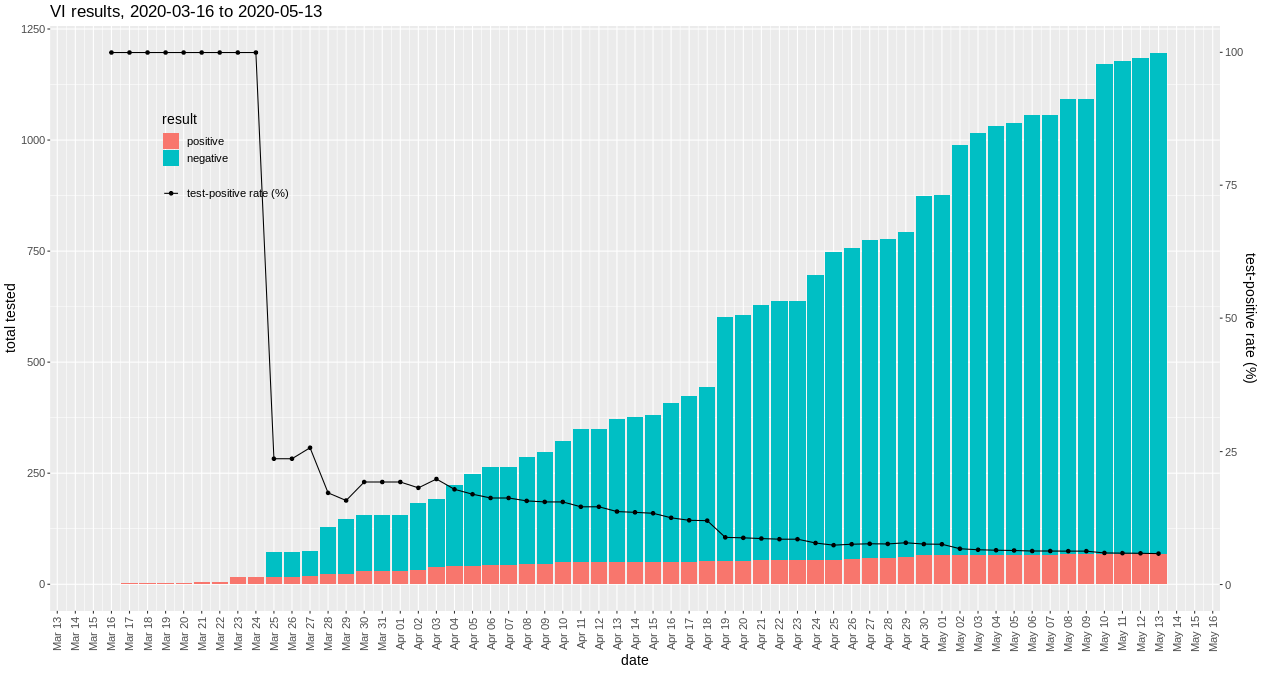 VI results, 2020-03-16 to 2020-05-13
total tested
1250
1000
750
500
250
0
result
positive
negative
test-positive rate (%)
100
75
50
25
0
test-positive rate (%)
Mar 13
Mar 14
Mar 15
Mar 16
Mar 17
Mar 18
Mar 19
Mar 20
Mar 21
Mar 22
Mar 23
Mar 24
Mar 25
Mar 26
Mar 27
Mar 28
Mar 29
Mar 30
Mar 31
Apr 01
Apr 02
Apr 03
Apr 04
Apr 05
Apr 06
Apr 07
Apr 08
Apr 09
Apr 10
Apr 11
Apr 12
Apr 13
Apr 14
Apr 15
Apr 16
Apr 17
Apr 18
Apr 19
Apr 20
Apr 21
Apr 22
Apr 23
Apr 24
Apr 25
Apr 26
Apr 27
Apr 28
Apr 29
Apr 30
May 01
May 02
May 03
May 04
May 05
May 06
May 07
May 08
May 09
May 10
May 11
May 12
May 13
May 14
May 15
May 16
date